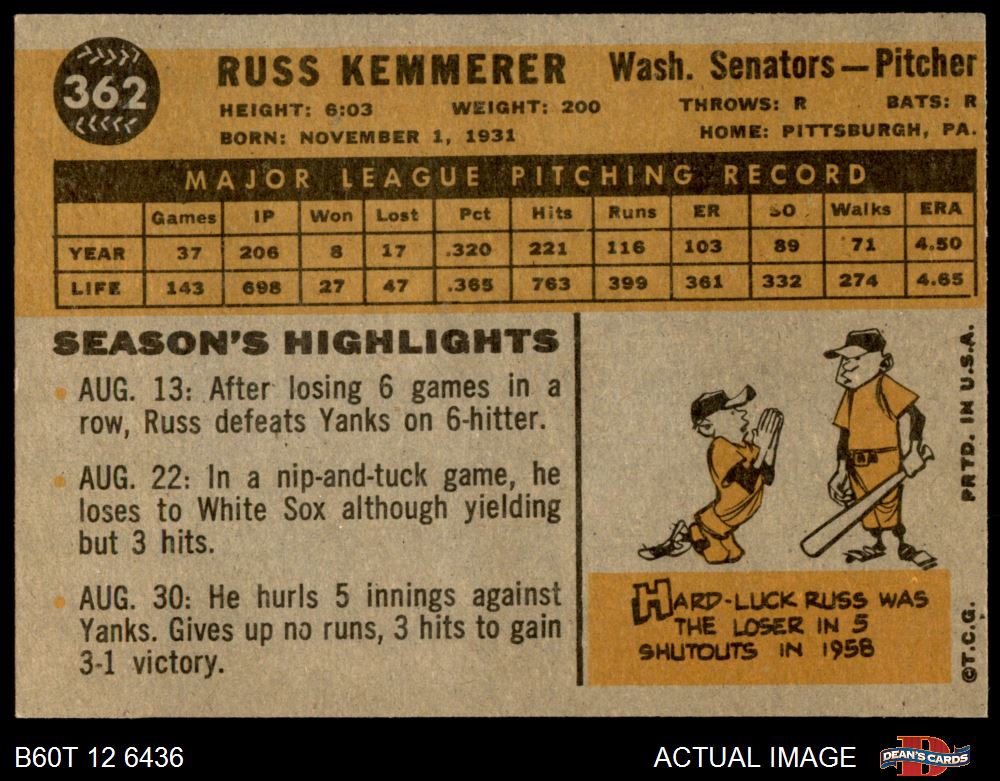 362
RUSS KEMMERER Wash. Senators—Pitcher
HEIGHT: 6:03 WEIGHT: 200 THROWS: R BATS: R
BORN: NOVEMBER 1, 1931 HOME: PITTSBURGH, PA.
MAJOR LEAGUE PITCHING RECORD
Games IP Won Lost Pct Hits Runs ER SO Walks ERA
YEAR 37 206 8 17 .320 221 116 103 89 71 4.50
LIFE 143 698 27 47 .365 763 399 361 332 274 4.65
SEASON'S HIGHLIGHTS
AUG. 13: After losing 6 games in a
row, Russ defeats Yanks on 6-hitter.
AUG. 22: In a nip-and-tuck game, he
loses to White Sox although yielding
but 3 hits.
AUG. 30: He hurls 5 innings against
Yanks. Gives up no runs, 3 hits to gain
3-1 victory.
HARD-LUCK RUSS WAS
THE LOSER IN 5
SHUTOUTS IN 1958
©T.C.G. PRTD. IN U.S.A.
B60T 12 6436 ACTUAL IMAGE
D
DEAN'S CARDS